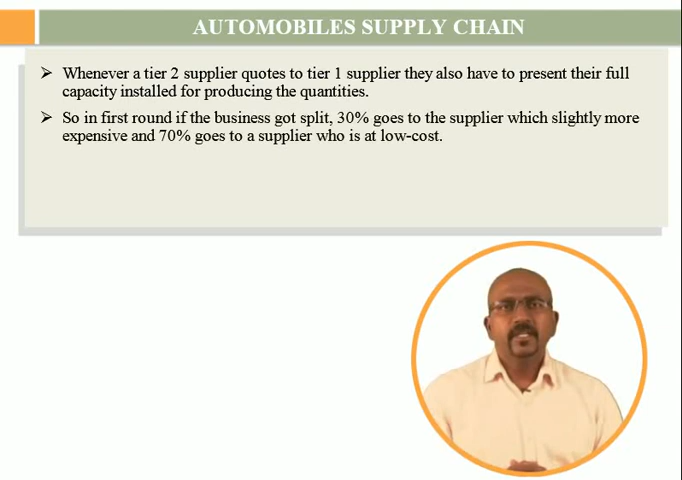 AUTOMOBILES SUPPLY CHAIN
➢ Whenever a tier 2 supplier quotes to tier 1 supplier they also have to present their full
capacity installed for producing the quantities.
➢ So in first round if the business got split, 30% goes to the supplier which slightly more
expensive and 70% goes to a supplier who is at low-cost.